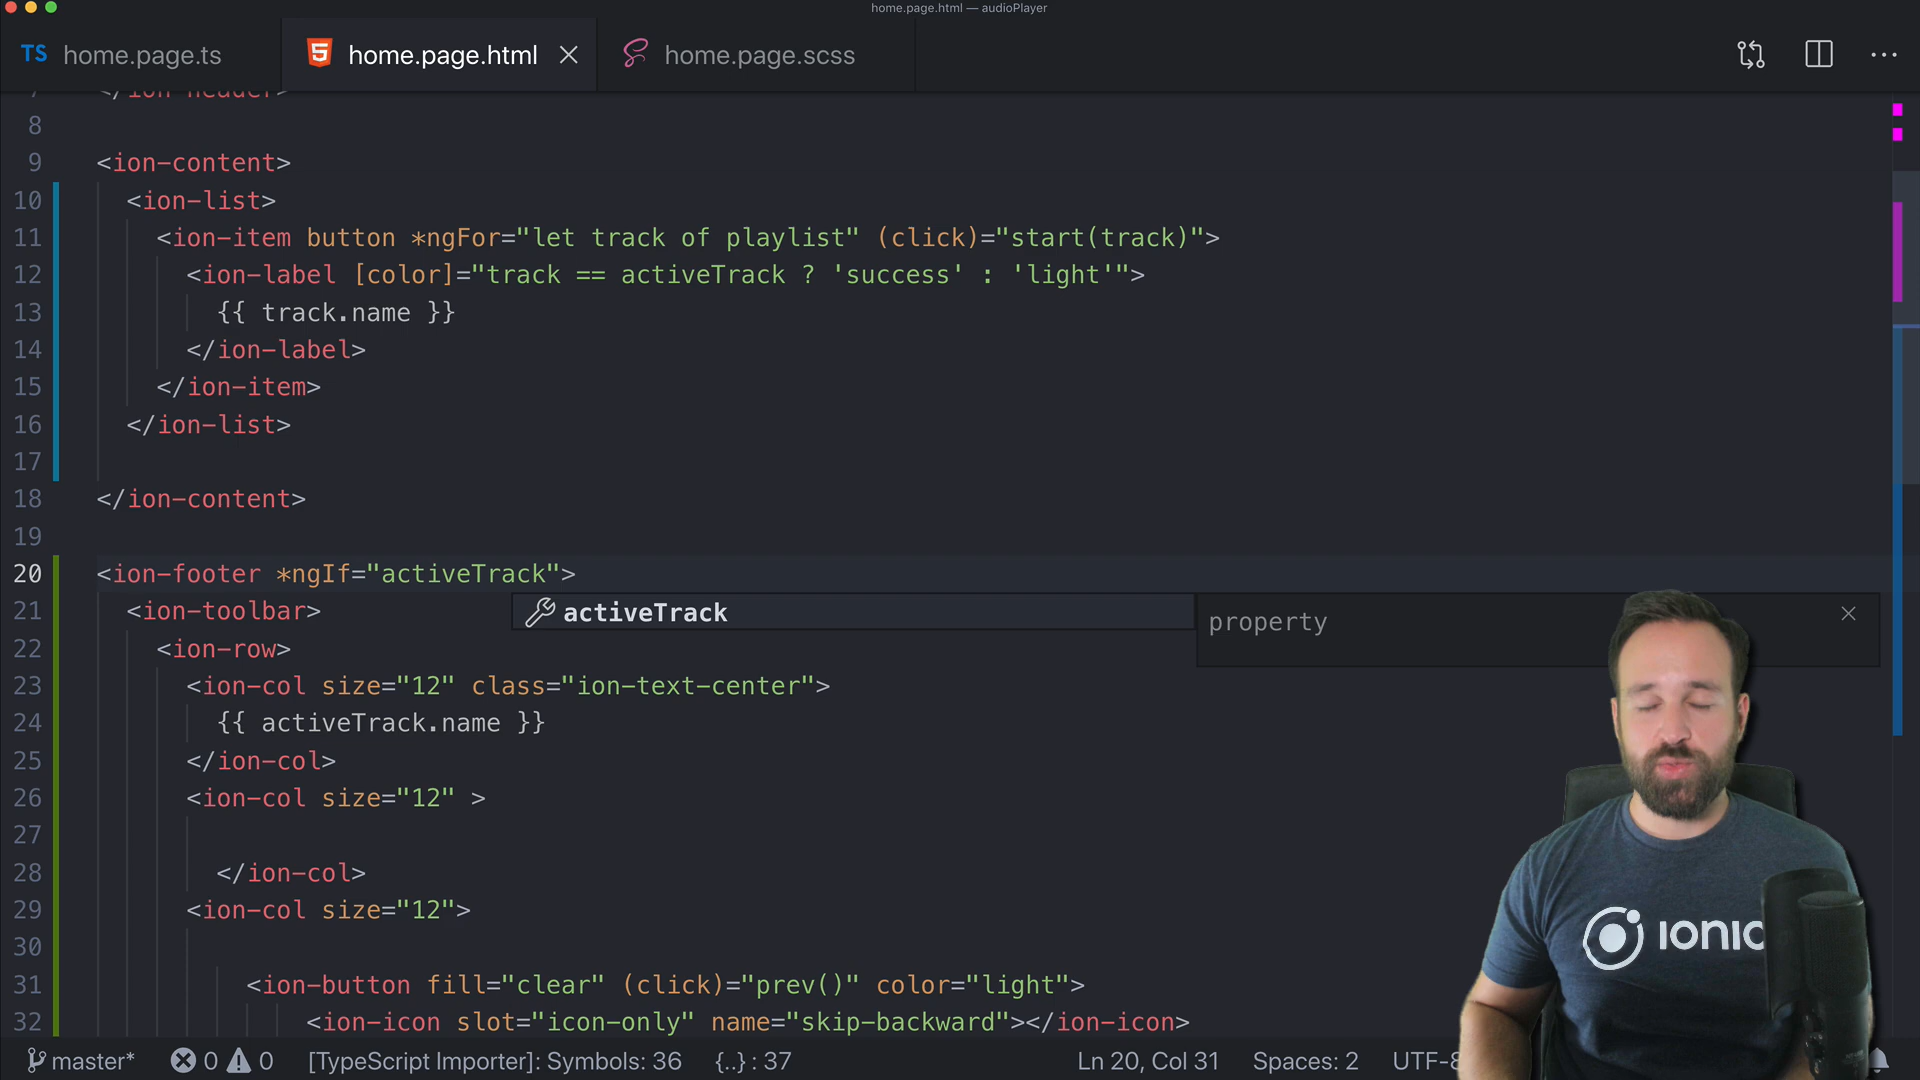 home.page.html — audioPlayer
TS home.page.ts
home.page.html
home.page.scss
7 </ion-header>
8
9 <ion-content>
10 <ion-list>
11 <ion-item button *ngFor="let track of playlist" (click)="start(track)">
12 <ion-label [color]="track == activeTrack ? 'success' : 'light'">
13 {{ track.name }}
14 </ion-label>
15 </ion-item>
16 </ion-list>
17
18 </ion-content>
19
20 <ion-footer *ngIf="activeTrack">
21 <ion-toolbar>
activeTrack
property
22 <ion-row>
23 <ion-col size="12" class="ion-text-center">
24 {{ activeTrack.name }}
25 </ion-col>
26 <ion-col size="12" >
27
28 </ion-col>
29 <ion-col size="12">
30
31 <ion-button fill="clear" (click)="prev()" color="light">
32 <ion-icon slot="icon-only" name="skip-backward"></ion-icon>
IONIC
master* 0 0 [TypeScript Importer]: Symbols: 36 {..} : 37 Ln 20, Col 31 Spaces: 2 UTF-8